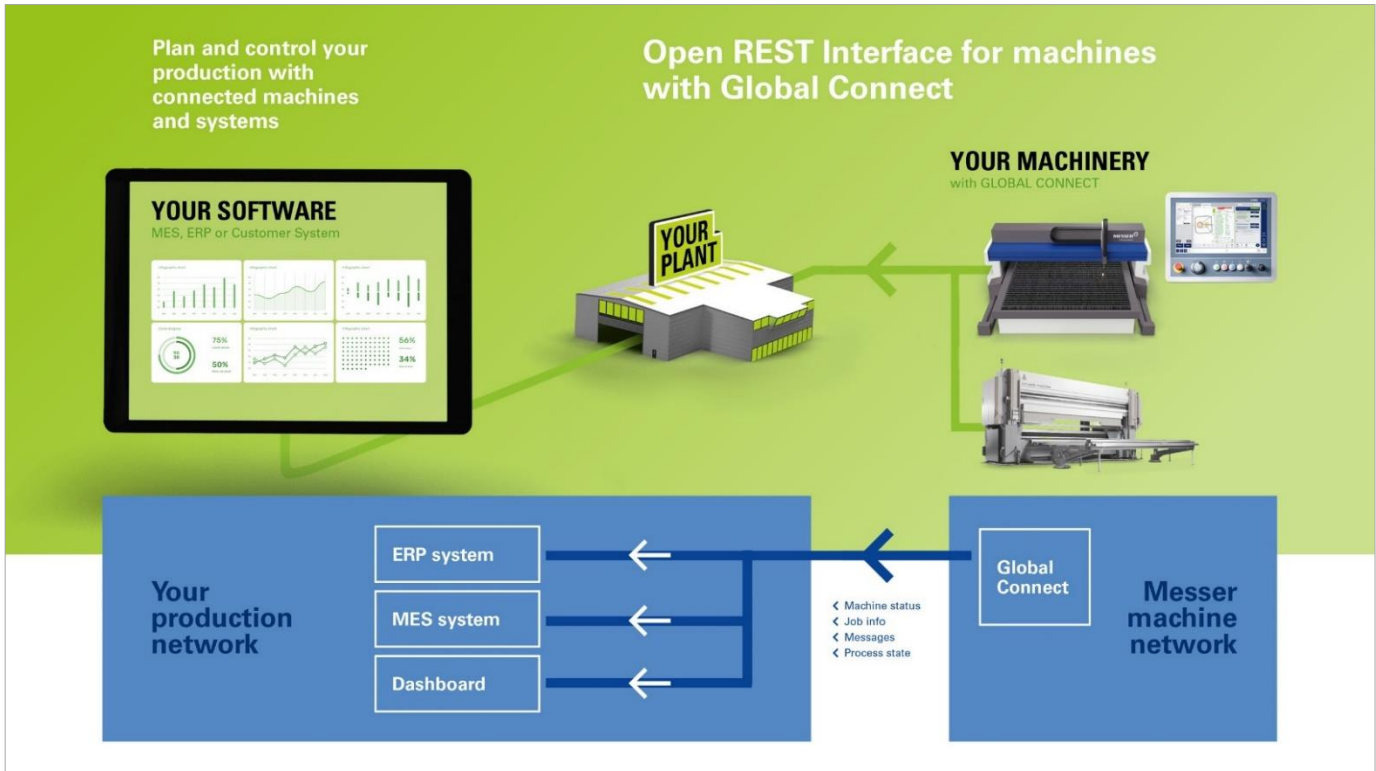 Plan and control your
production with
connected machines
and systems
Open REST Interface for machines
with Global Connect
YOUR MACHINERY
with GLOBAL CONNECT
MESSER
YOUR SOFTWARE
MES, ERP or Customer System
75%
50%
56%
34%
YOUR
PLANT
Your
production
network
ERP system
MES system
Dashboard
Machine status
Job info
Messages
Process state
Global
Connect
Messer
machine
network